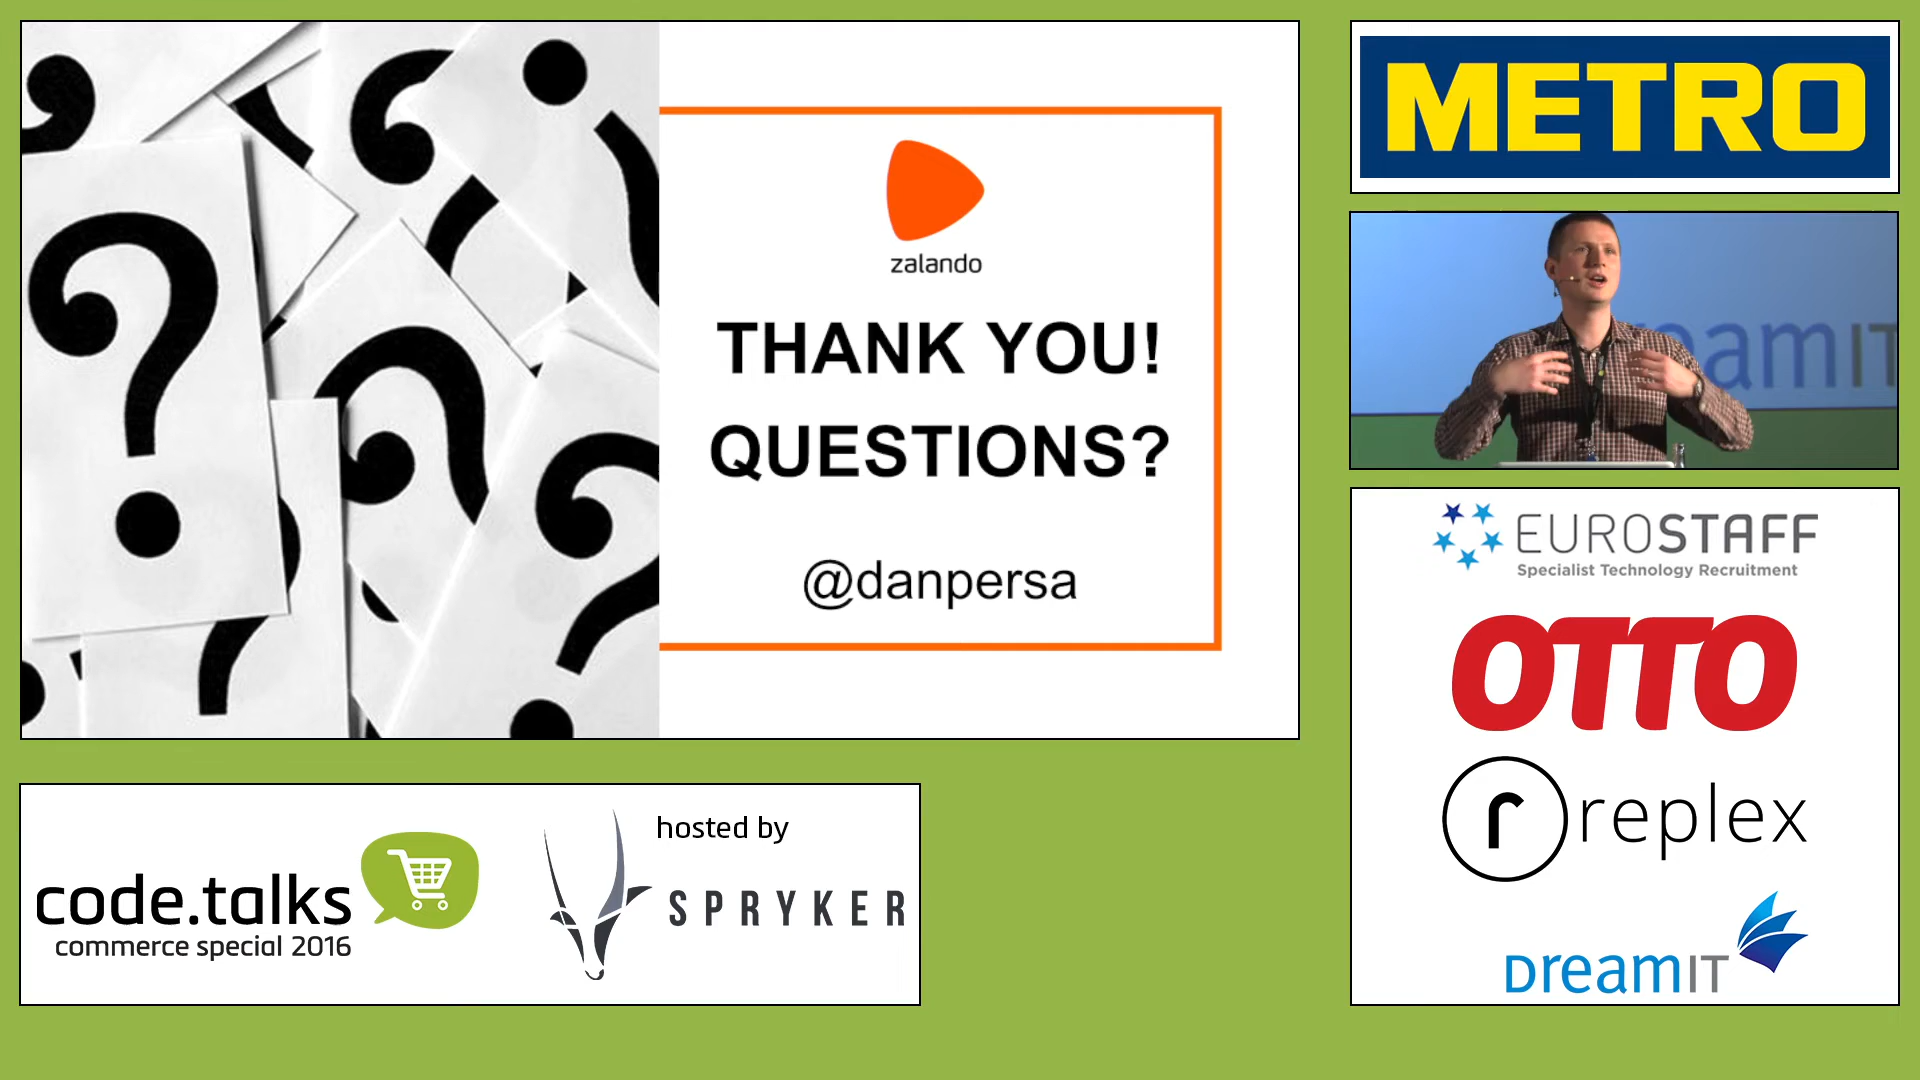 zalando
THANK YOU!
QUESTIONS?
@danpersa
METRO
eamIT
EUROSTAFF
Specialist Technology Recruitment
OTTO
r replex
DreamIT
code.talks
commerce special 2016
hosted by
SPRYKER